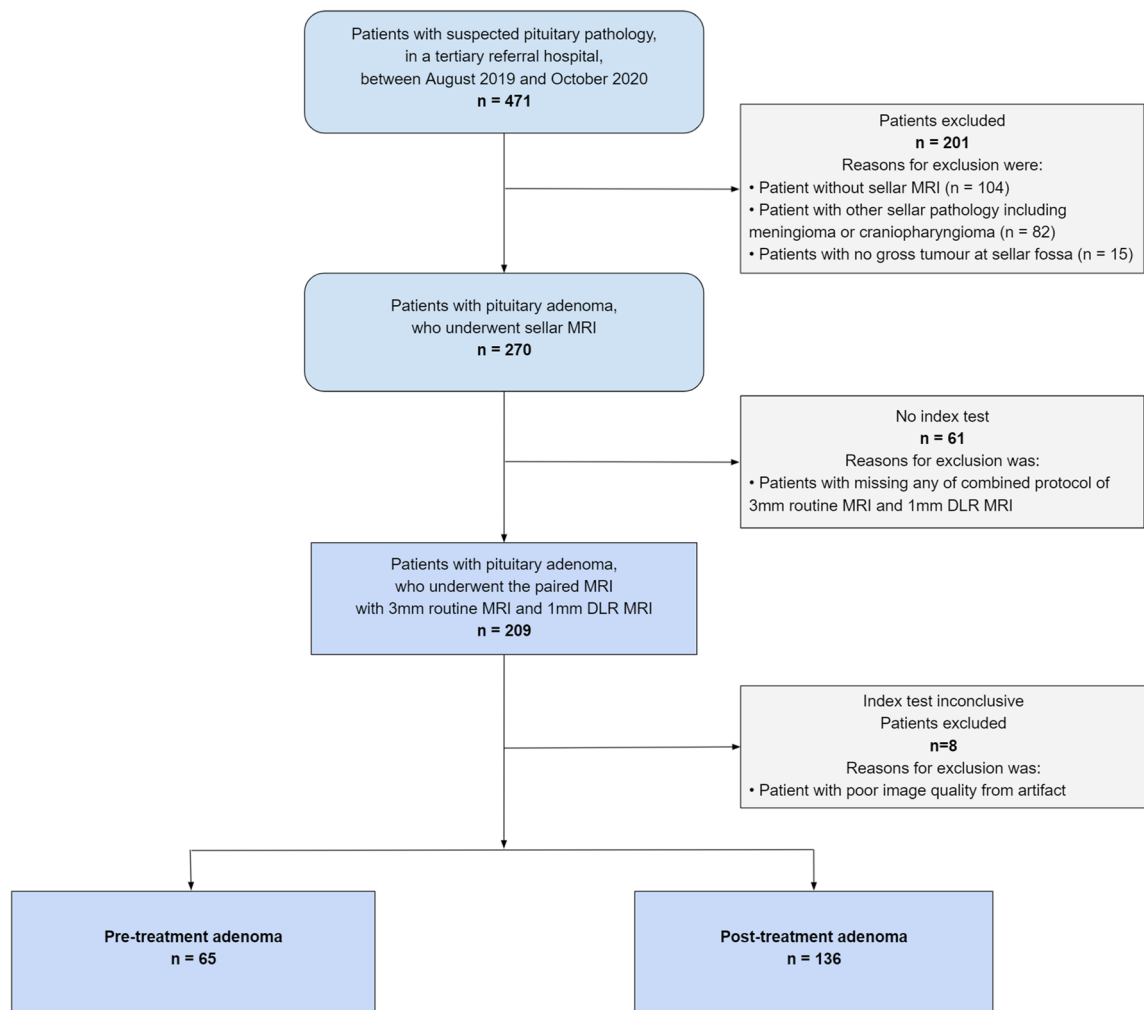 Patients with suspected pituitary pathology,
in a tertiary referral hospital,
between August 2019 and October 2020
n = 471
Patients excluded
n = 201
Reasons for exclusion were:
• Patient without sellar MRI (n = 104)
• Patient with other sellar pathology including
meningioma or craniopharyngioma (n = 82)
• Patients with no gross tumour at sellar fossa (n = 15)
Patients with pituitary adenoma,
who underwent sellar MRI
n = 270
No index test
n = 61
Reasons for exclusion was:
• Patients with missing any of combined protocol of
3mm routine MRI and 1mm DLR MRI
Patients with pituitary adenoma,
who underwent the paired MRI
with 3mm routine MRI and 1mm DLR MRI
n = 209
Index test inconclusive
Patients excluded
n=8
Reasons for exclusion was:
• Patient with poor image quality from artifact
Pre-treatment adenoma
n = 65
Post-treatment adenoma
n = 136